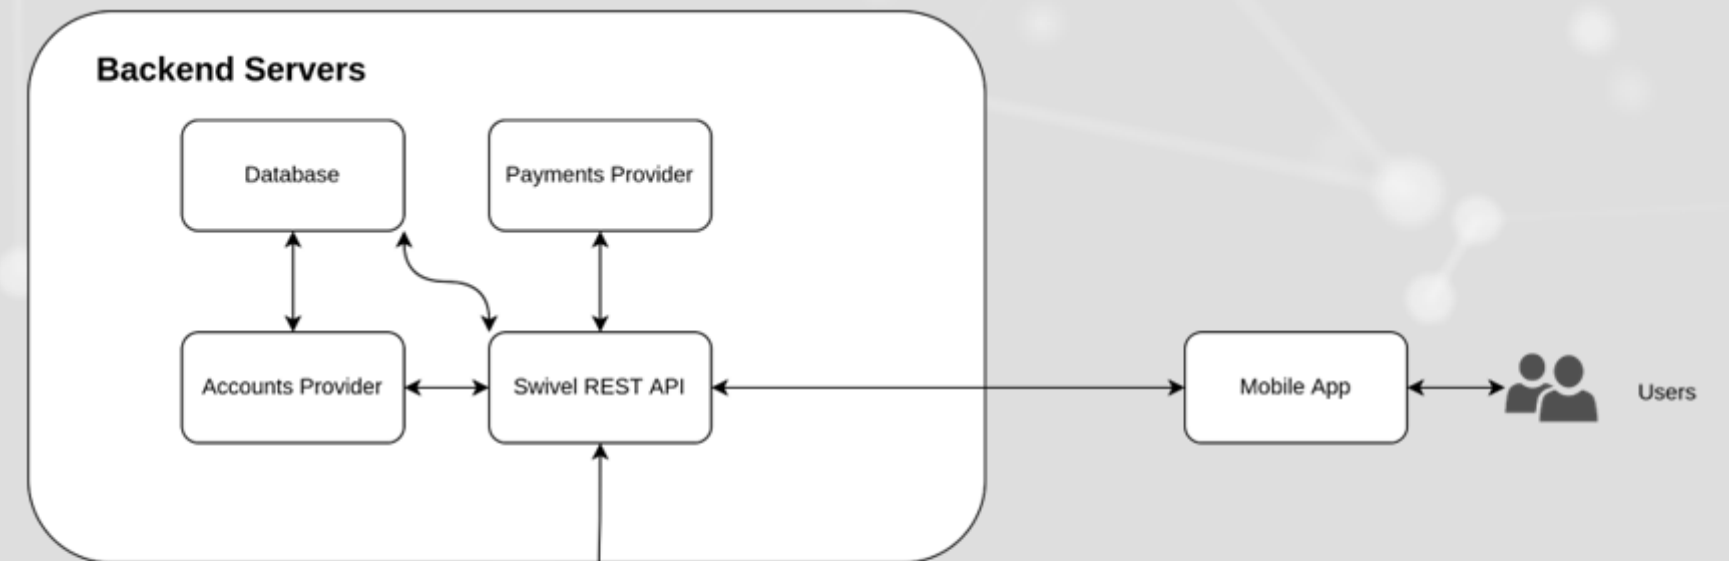 Backend Servers
Database
Payments Provider
Accounts Provider
Swivel REST API
Mobile App
Users